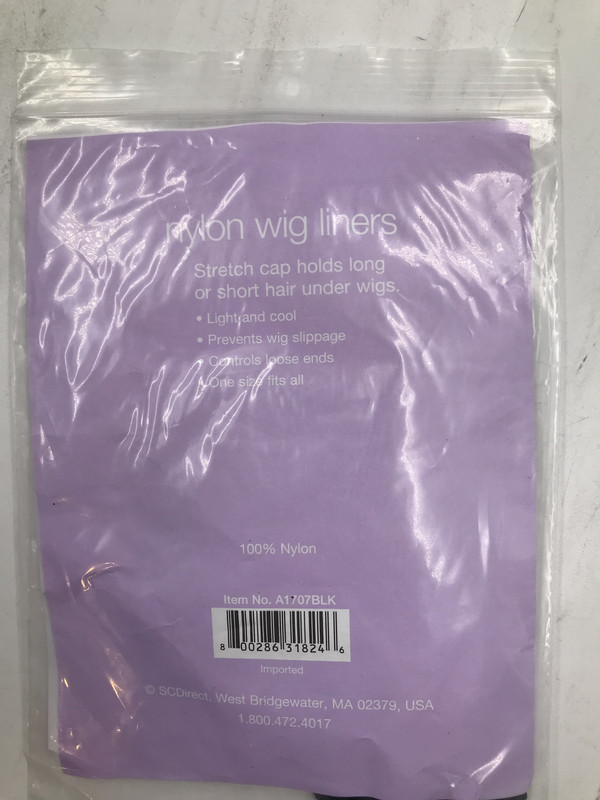 nylon wig liners
Stretch cap holds long
or short hair under wigs.
• Light and cool
• Prevents wig slippage
• Controls loose ends
• One size fits all
100% Nylon
Item No. A1707BLK
8 00286 31824 6
Imported
© SCDirect. West Bridgewater, MA 02379, USA
1.800.472.4017